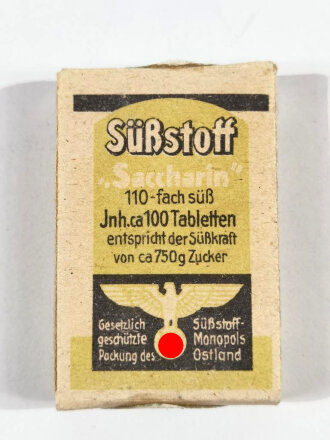 Süßstoff
„Saccharin"
110-fach süß
Jnh.ca 100 Tabletten
entspricht der Süßkraft
von ca 750g Zucker
Gesetzlich
geschützte
Packung des
Süßstoff-
Monopols
Ostland